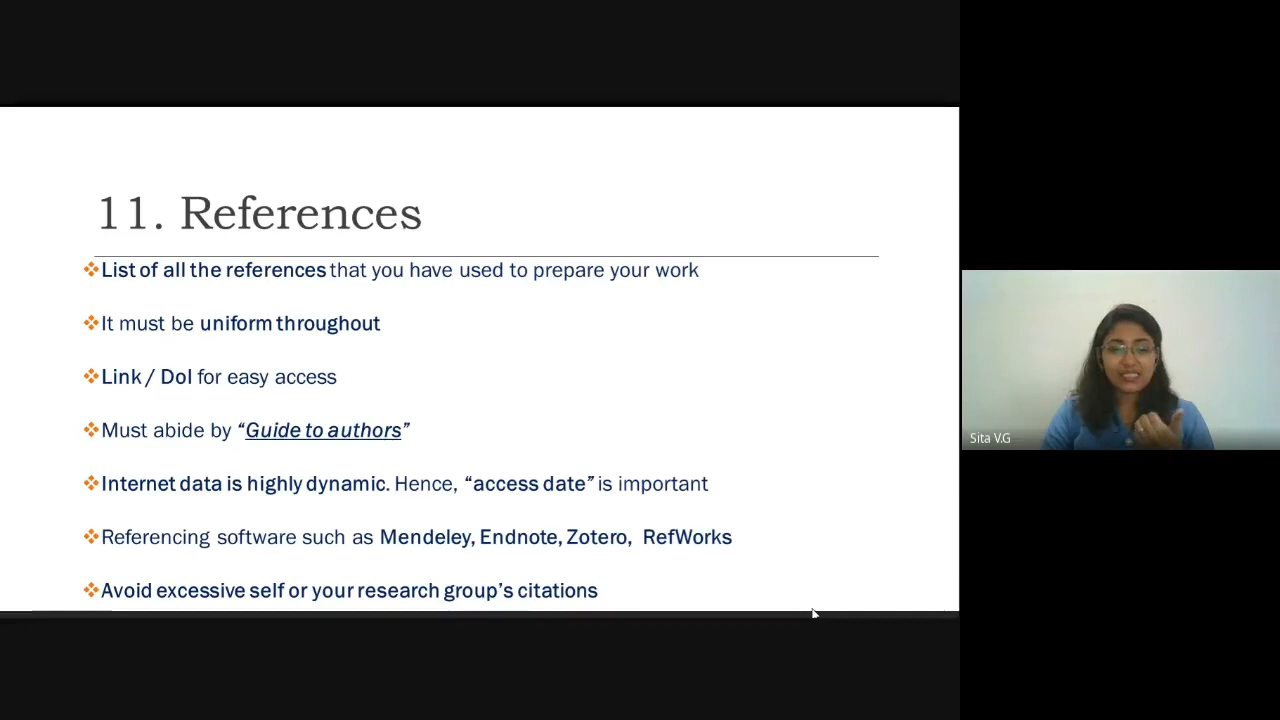 11. References
List of all the references that you have used to prepare your work
It must be uniform throughout
Link / DoI for easy access
Must abide by “Guide to authors”
Internet data is highly dynamic. Hence, “access date” is important
Referencing software such as Mendeley, Endnote, Zotero, RefWorks
Avoid excessive self or your research group’s citations
Sita V.G